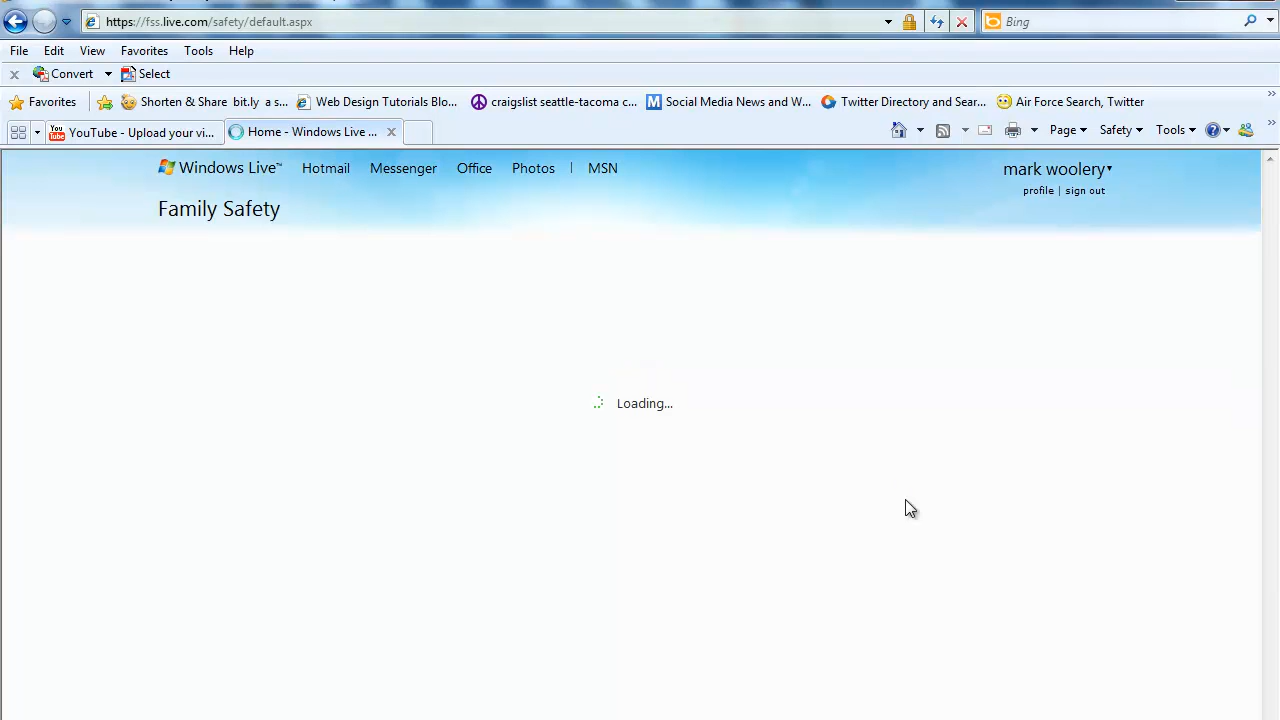 https://fss.live.com/safety/default.aspx
Bing
File Edit View Favorites Tools Help
Convert Select
Favorites Shorten & Share bit.ly a s... Web Design Tutorials Blo... craigslist seattle-tacoma c... M Social Media News and W... Twitter Directory and Sear... Air Force Search, Twitter
You Tube YouTube - Upload your vi... Home - Windows Live ... Page Safety Tools
Windows Live™ Hotmail Messenger Office Photos | MSN mark woolery
profile | sign out
Family Safety
Loading...